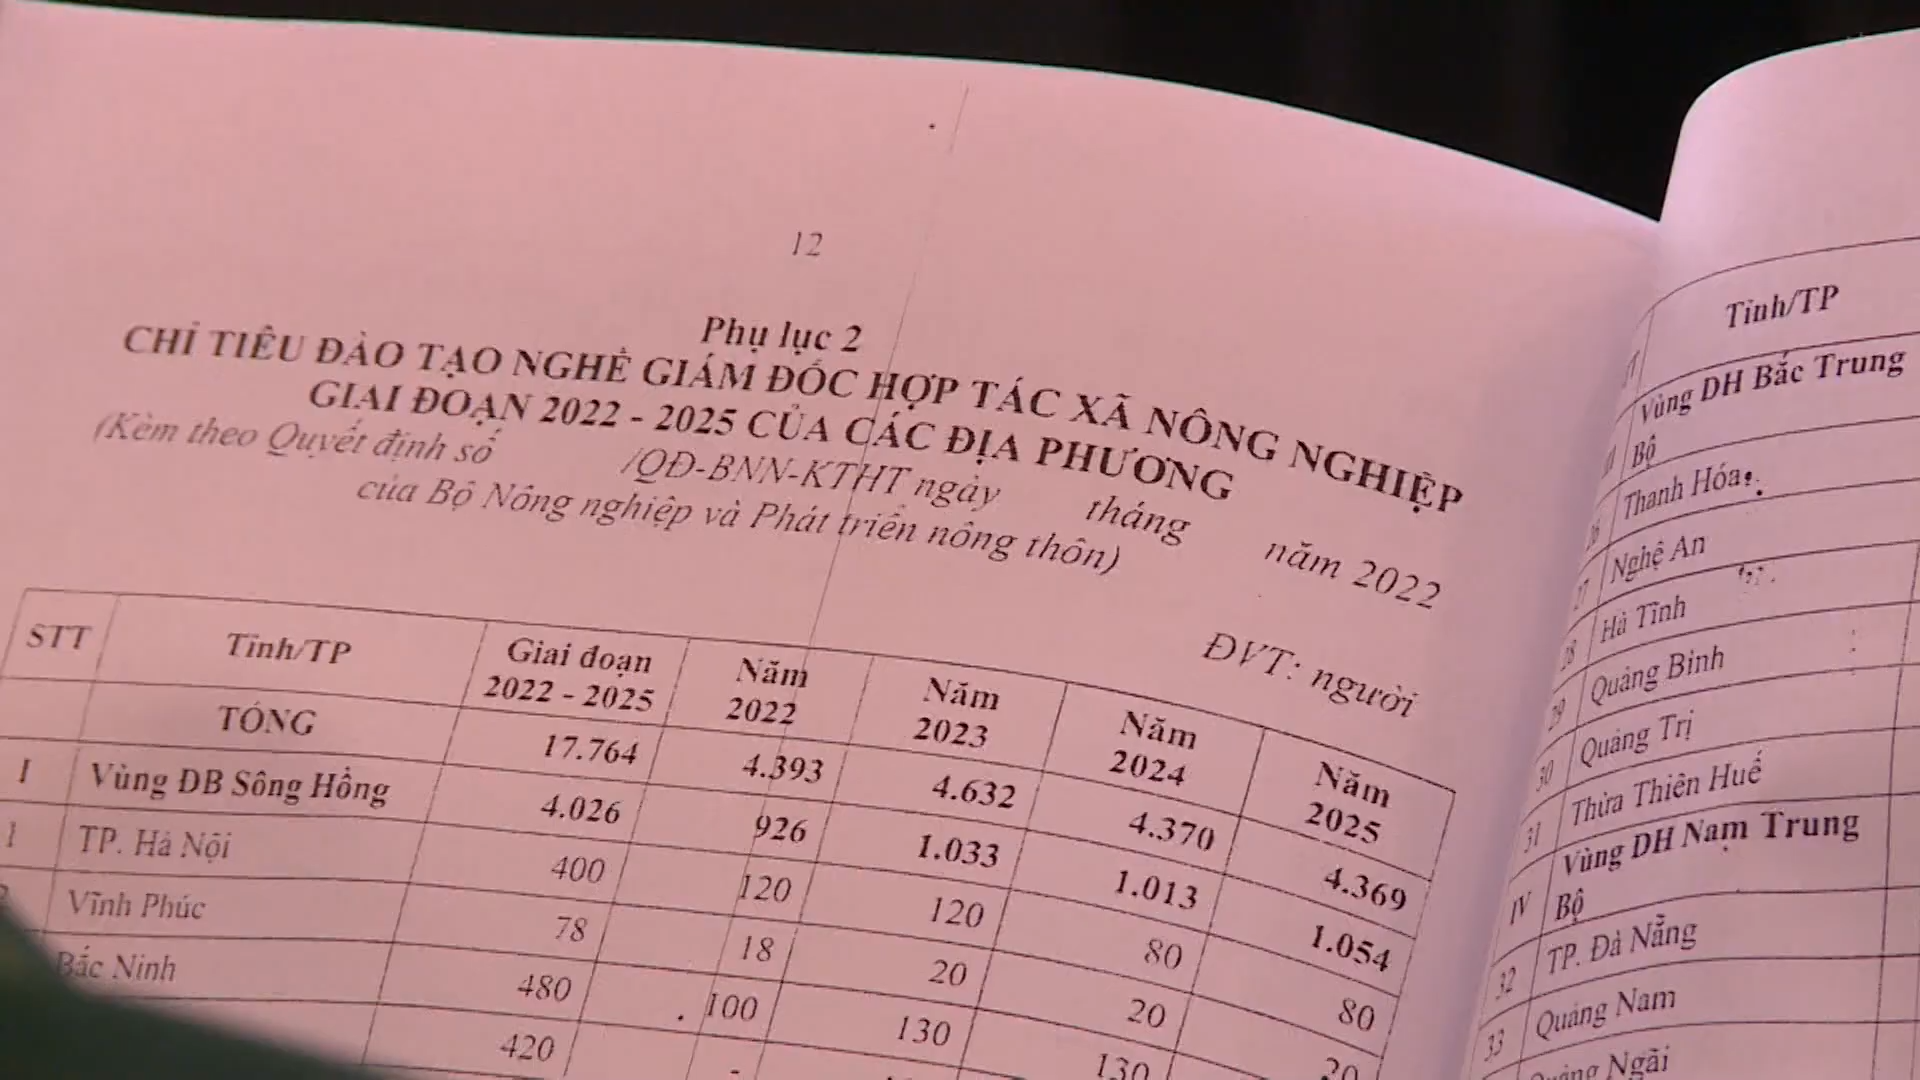 12
Phụ lục 2
CHỈ TIÊU ĐÀO TẠO NGHỀ GIÁM ĐỐC HỢP TÁC XÃ NÔNG NGHIỆP
GIAI ĐOẠN 2022 - 2025 CỦA CÁC ĐỊA PHƯƠNG
(Kèm theo Quyết định số /QĐ-BNN-KTHT ngày tháng năm 2022
của Bộ Nông nghiệp và Phát triển nông thôn)
ĐVT: người
STT Tỉnh/TP Giai đoạn 2022 - 2025 Năm 2022 Năm 2023 Năm 2024 Năm 2025
TỔNG 17.764 4.393 4.632 4.370 4.369
I Vùng ĐB Sông Hồng 4.026 926 1.033 1.013 1.054
1 TP. Hà Nội 400 120 120 80 80
Vĩnh Phúc 78 18 20 20 20
Bắc Ninh 480 100 130 130
420 -
Tỉnh/TP
Vùng DH Bắc Trung
Bộ
26 Thanh Hóa
27 Nghệ An
28 Hà Tĩnh
29 Quảng Bình
30 Quảng Trị
31 Thừa Thiên Huế
IV Vùng DH Nam Trung
Bộ
32 TP. Đà Nẵng
33 Quảng Nam
Quảng Ngãi